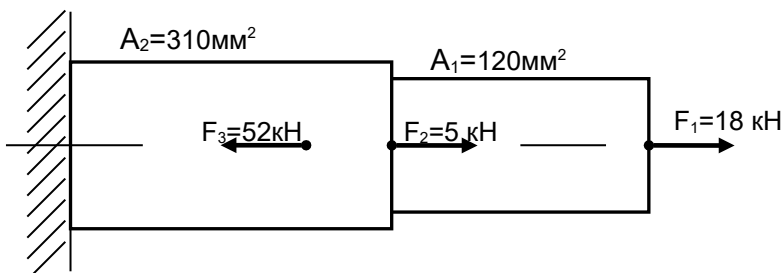 A₂=310мм²
A₁=120мм²
F₃=52кН
F₂=5 кН
F₁=18 кН